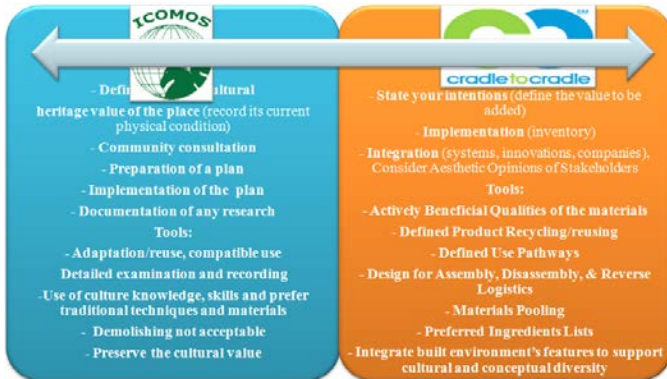 ICOMOS
- Defin ultural
heritage value of the place (record its current
physical condition)
- Community consultation
- Preparation of a plan
- Implementation of the plan
- Documentation of any research
Tools:
- Adaptation/reuse, compatible use
Detailed examination and recording
-Use of culture knowledge, skills and prefer
traditional techniques and materials
- Demolishing not acceptable
- Preserve the cultural value
SM
cradletocradle
- State your intentions (define the value to be
added)
- Implementation (inventory)
- Integration (systems, innovations, companies),
Consider Aesthetic Opinions of Stakeholders
Tools:
- Actively Beneficial Qualities of the materials
- Defined Product Recycling/reusing
- Defined Use Pathways
- Design for Assembly, Disassembly, & Reverse
Logistics
- Materials Pooling
- Preferred Ingredients Lists
- Integrate built environment's features to support
cultural and conceptual diversity